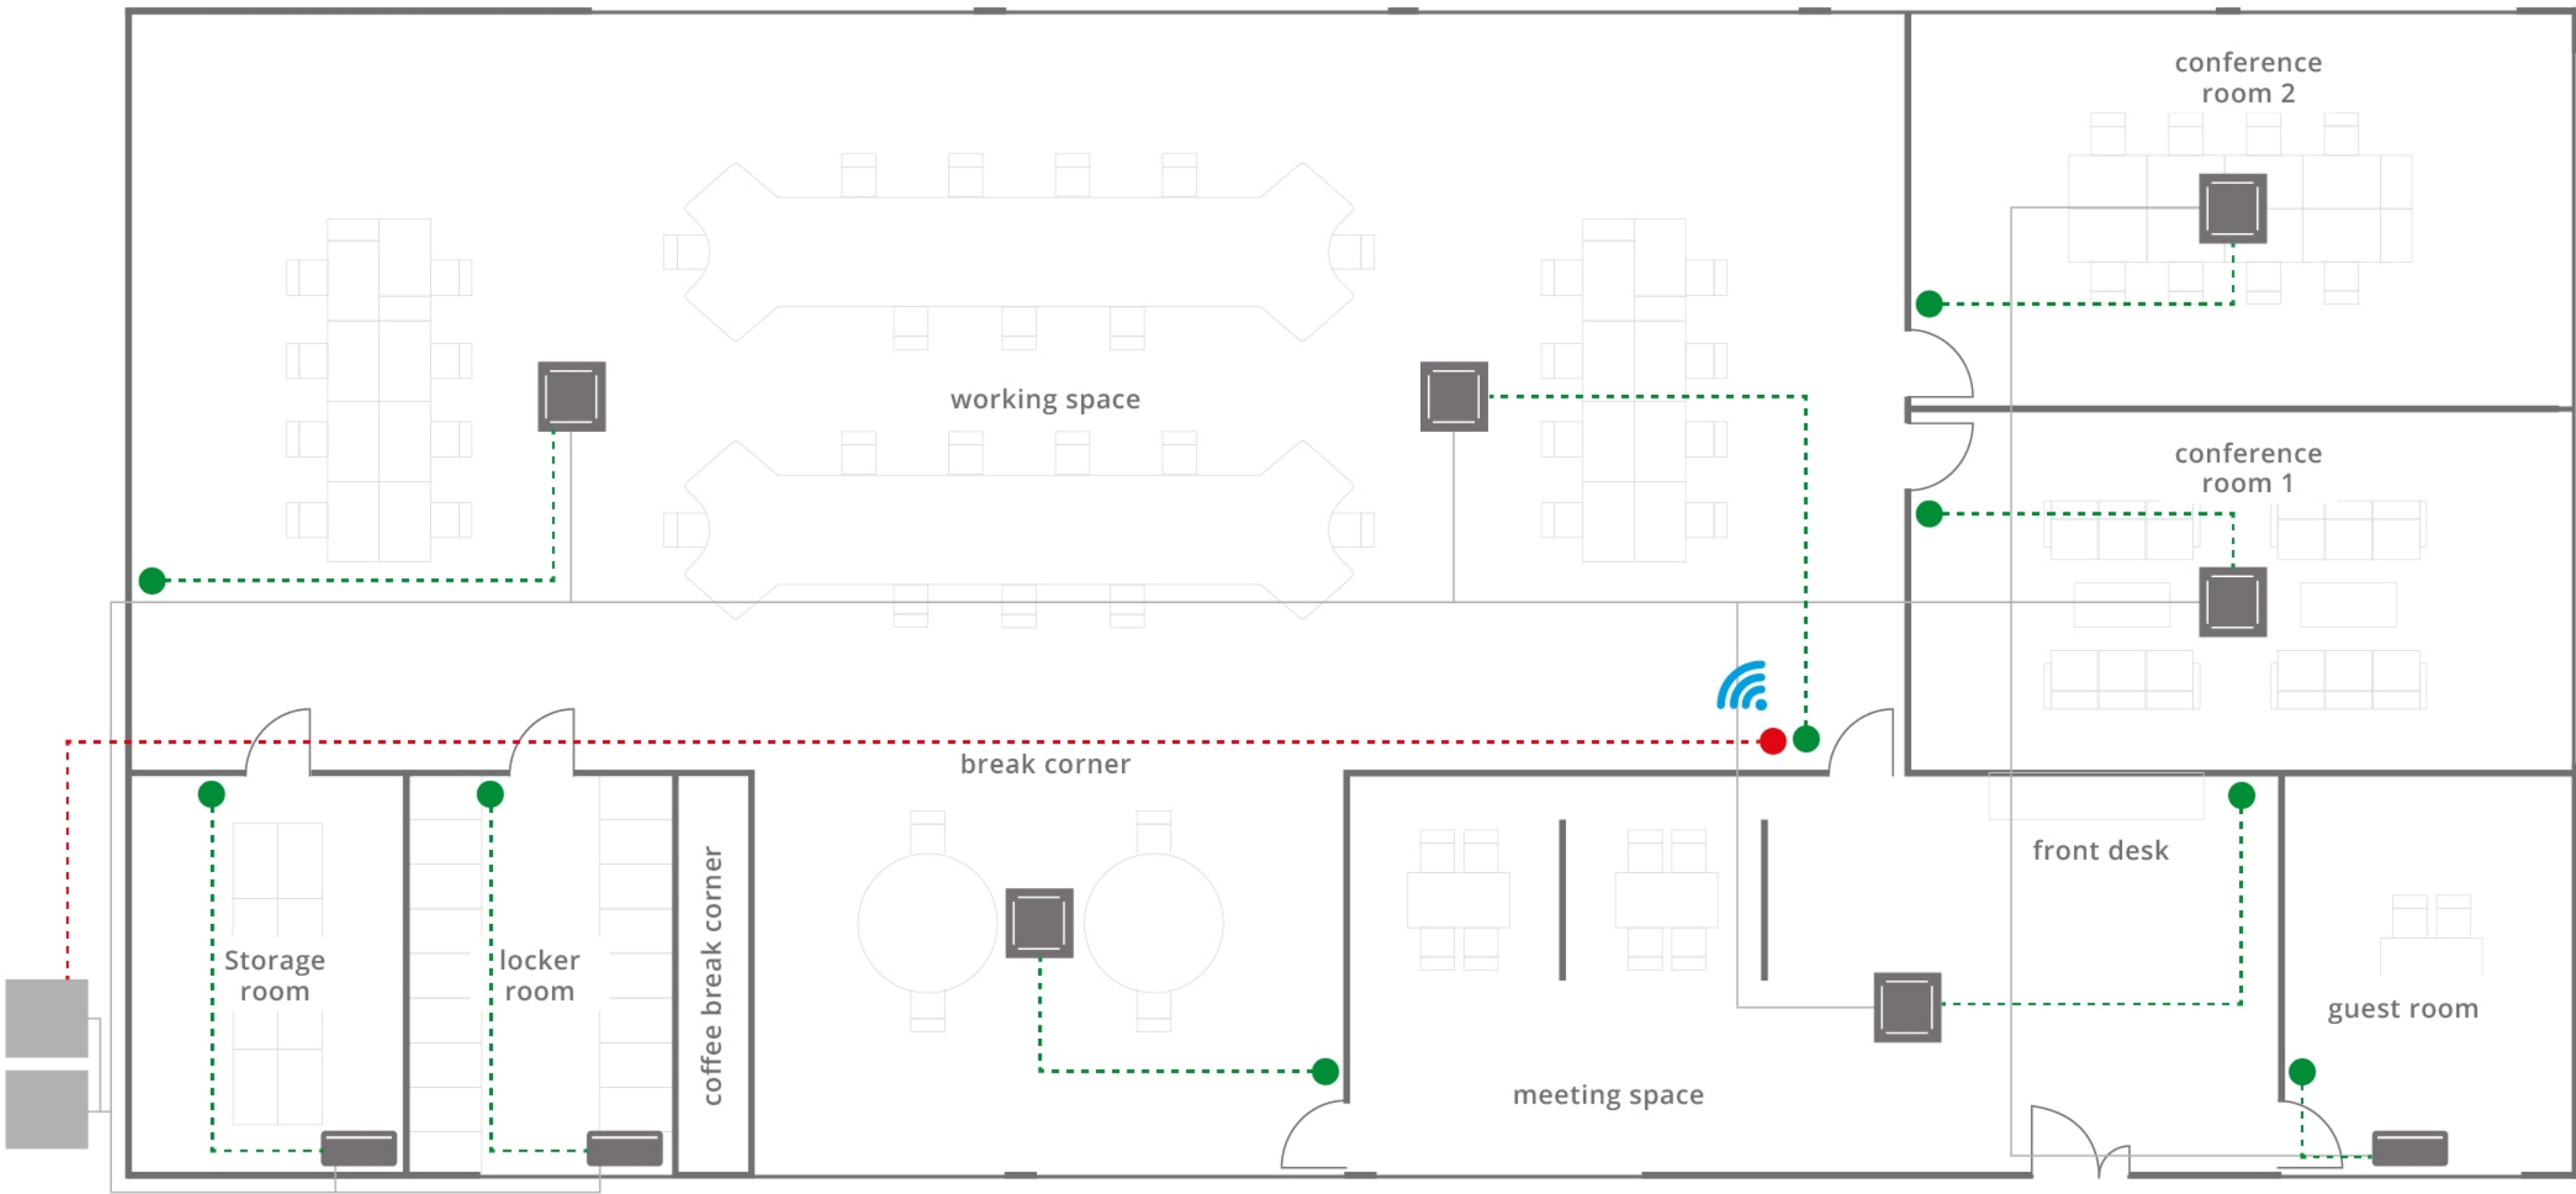 conference
room 2
working space
conference
room 1
break corner
front desk
coffee break corner
Storage
room
locker
room
guest room
meeting space